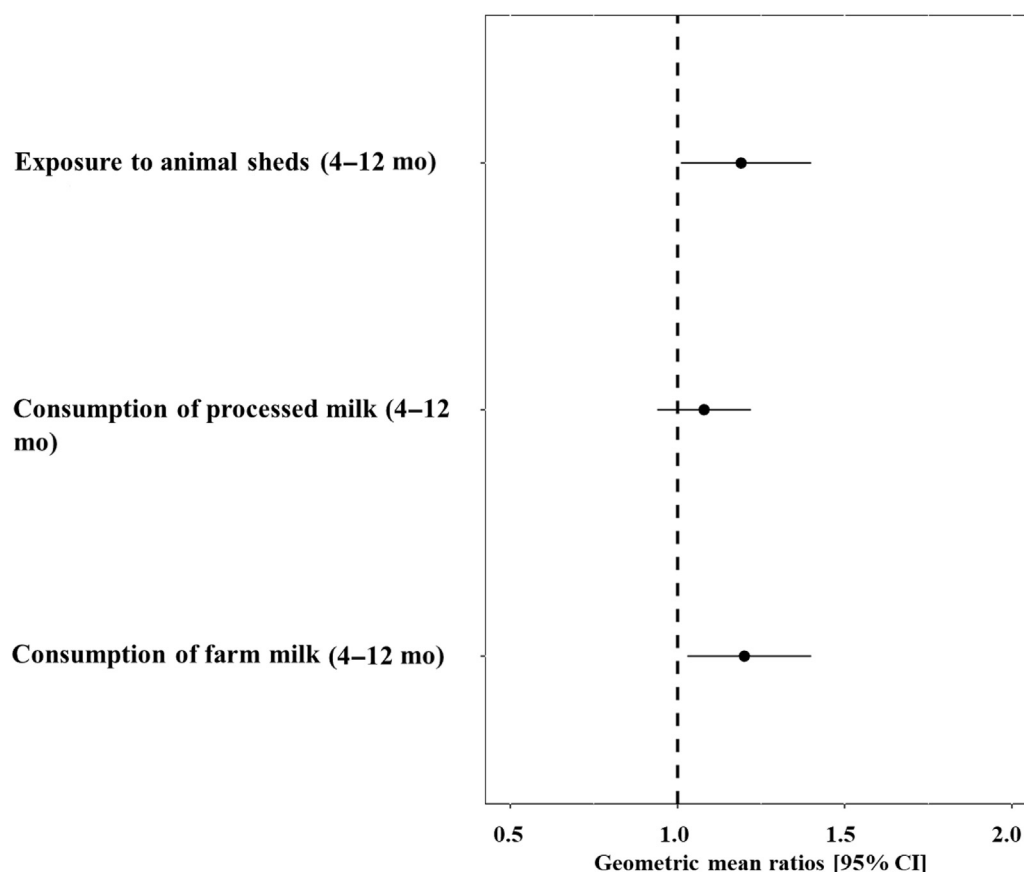 Exposure to animal sheds (4–12 mo)
Consumption of processed milk (4–12
mo)
Consumption of farm milk (4–12 mo)
0.5 1.0 1.5 2.0
Geometric mean ratios [95% CI]